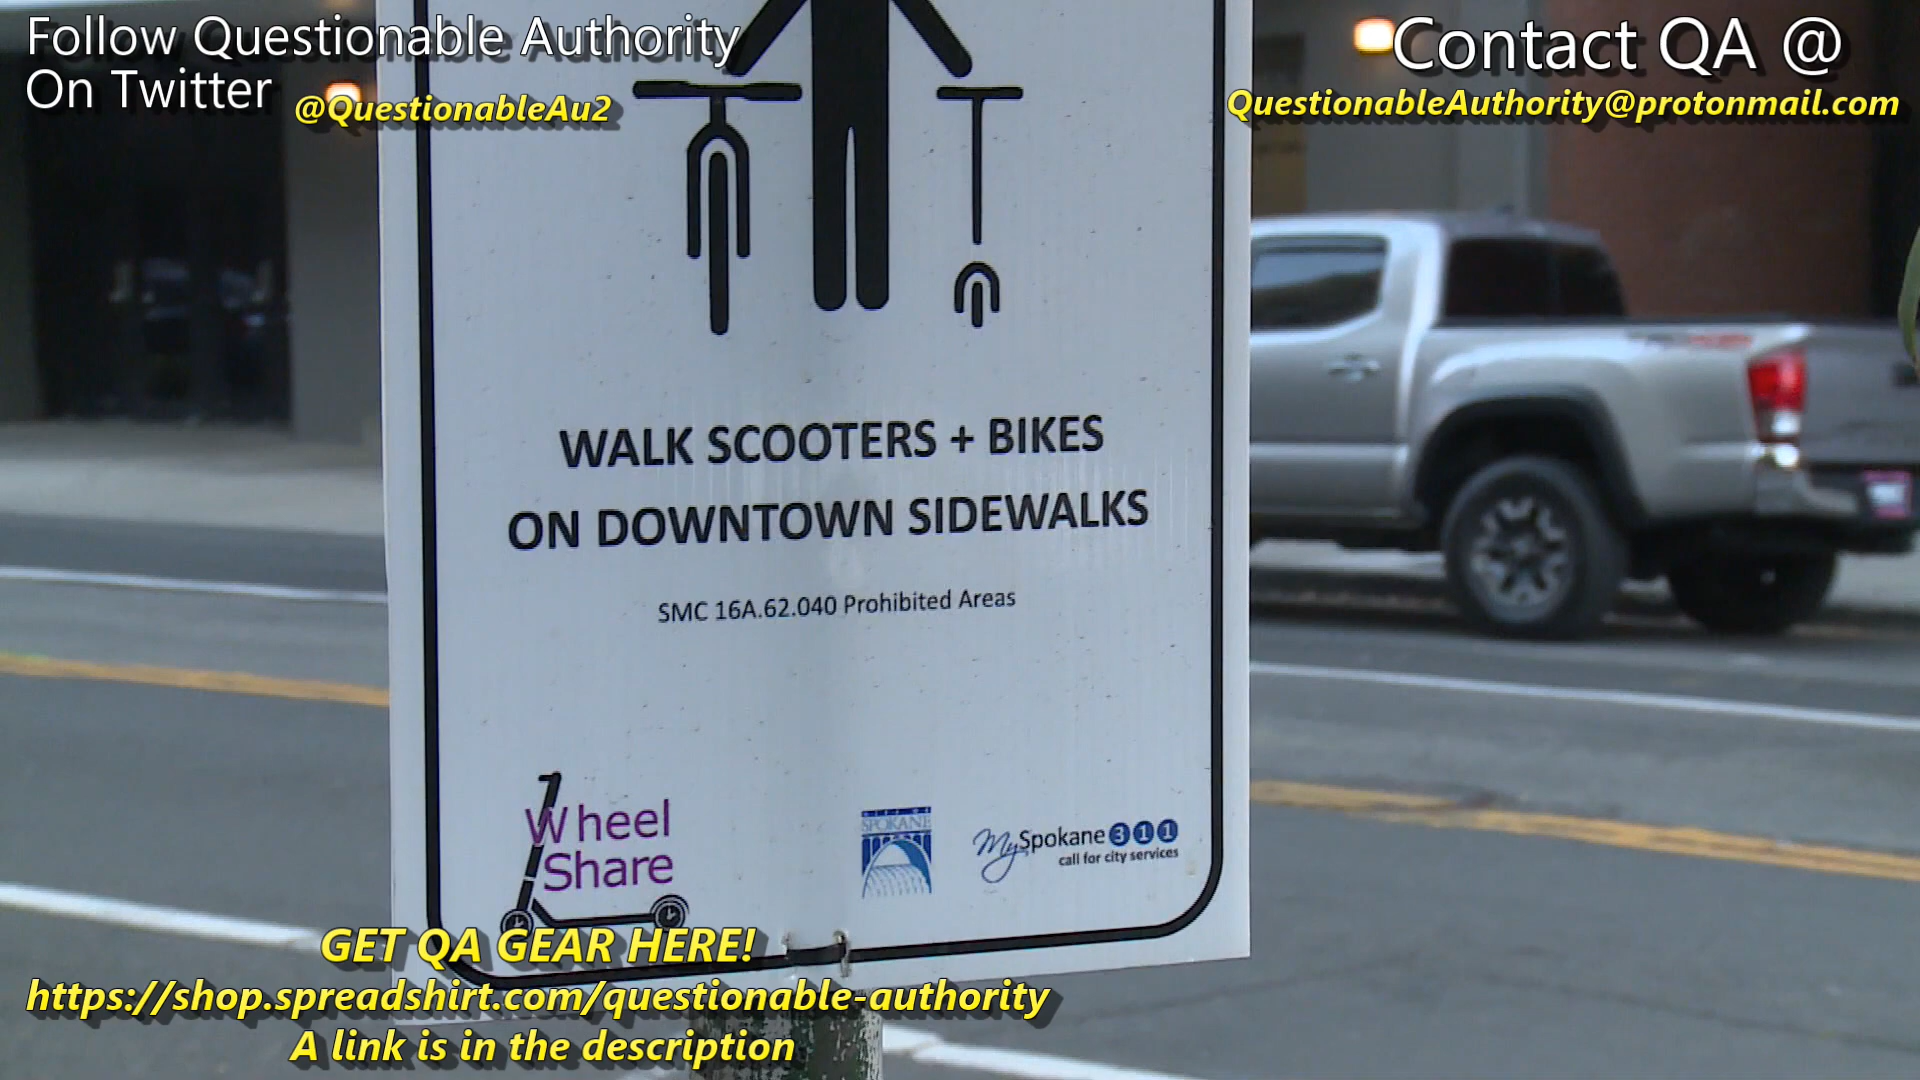 Follow Questionable Authority
On Twitter @QuestionableAu2
Contact QA @
QuestionableAuthority@protonmail.com
WALK SCOOTERS + BIKES
ON DOWNTOWN SIDEWALKS
SMC 16A.62.040 Prohibited Areas
Wheel
Share
SPOKANE
MySpokane 311
call for city services
GET QA GEAR HERE!
https://shop.spreadshirt.com/questionable-authority
A link is in the description